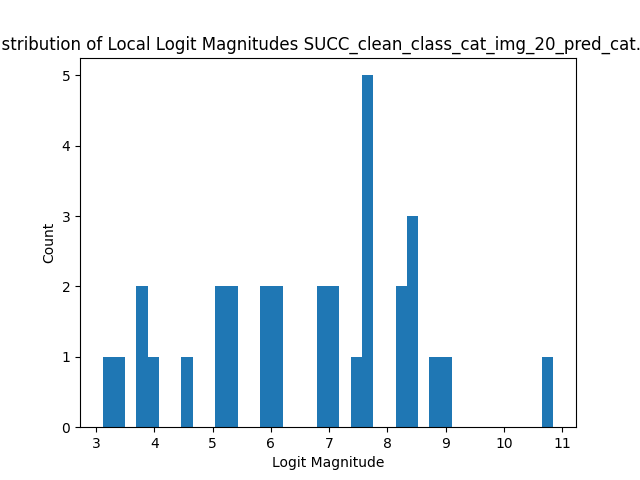 stribution of Local Logit Magnitudes SUCC_clean_class_cat_img_20_pred_cat.
5
4
3
2
1
0
Count
3 4 5 6 7 8 9 10 11
Logit Magnitude